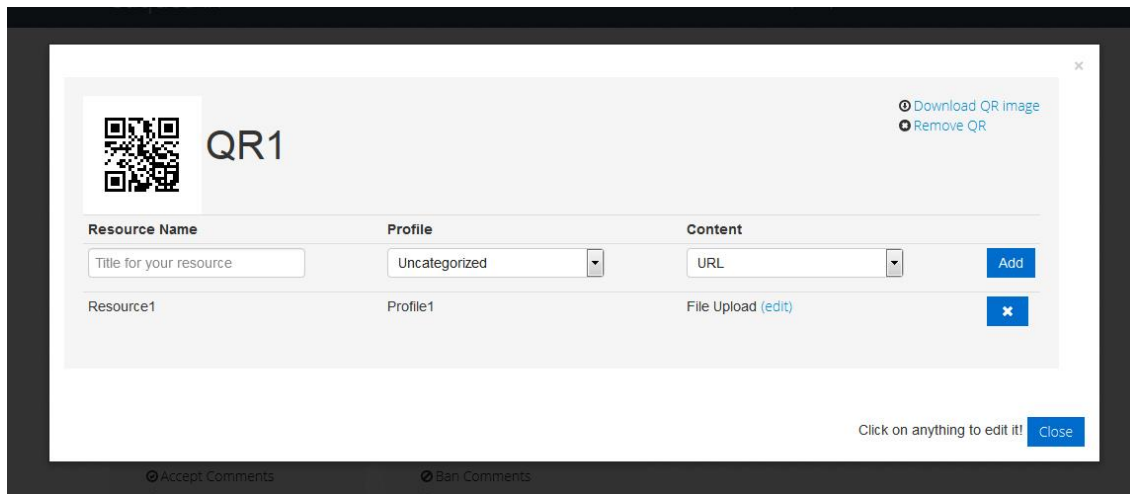 ×
Download QR image
Remove QR
QR1
Resource Name Profile Content
Title for your resource Uncategorized URL Add
Resource1 Profile1 File Upload (edit)
Click on anything to edit it! Close
Accept Comments Ban Comments